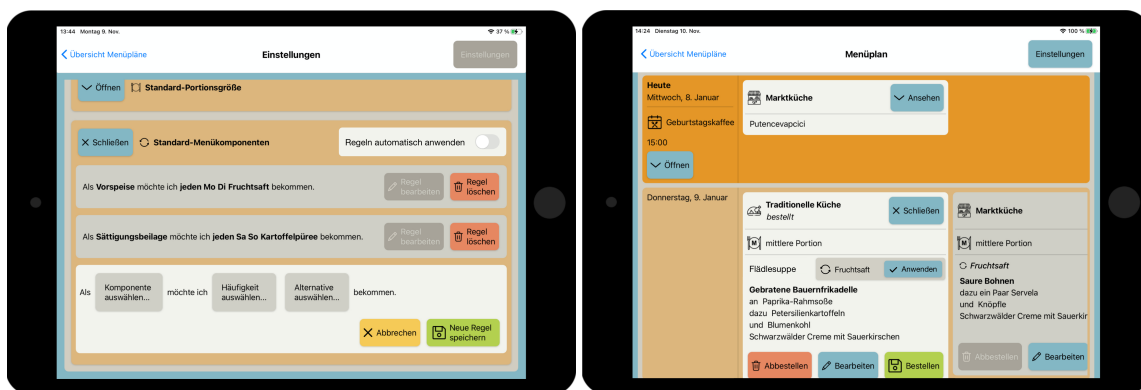 13:44 Montag 9. Nov.
37 %
Übersicht Menüpläne
Einstellungen
Einstellungen
Öffnen
Standard-Portionsgröße
Schließen
Standard-Menükomponenten
Regeln automatisch anwenden
Als Vorspeise möchte ich jeden Mo Di Fruchtsaft bekommen.
Regel
bearbeiten
Regel
löschen
Als Sättigungsbeilage möchte ich jeden Sa So Kartoffelpüree bekommen.
Regel
bearbeiten
Regel
löschen
Als
Komponente
auswählen...
möchte ich
Häufigkeit
auswählen...
Alternative
auswählen...
bekommen.
Abbrechen
Neue Regel
speichern
14:24 Dienstag 10. Nov.
100 %
Übersicht Menüpläne
Menüplan
Einstellungen
Heute
Mittwoch, 8. Januar
Geburtstagskaffee
15:00
Öffnen
Marktküche
Ansehen
Putencevapcici
Donnerstag, 9. Januar
Traditionelle Küche
bestellt
Schließen
mittlere Portion
Flädlesuppe
Fruchtsaft
Anwenden
Gebratene Bauernfrikadelle
an Paprika-Rahmsoße
dazu Petersilienkartoffeln
und Blumenkohl
Schwarzwälder Creme mit Sauerkirschen
Abbestellen
Bearbeiten
Bestellen
Marktküche
mittlere Portion
Fruchtsaft
Saure Bohnen
dazu ein Paar Servela
und Knöpfle
Schwarzwälder Creme mit Sauerkir
Abbestellen
Bearbeiten